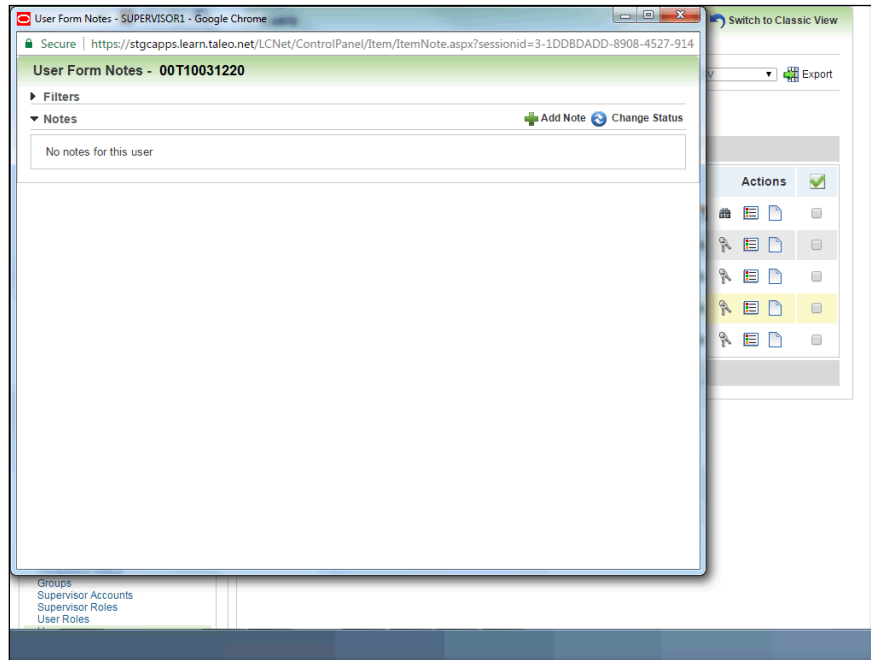 User Form Notes - SUPERVISOR1 - Google Chrome
Switch to Classic View
Secure | https://stgcapps.learn.taleo.net/LCNet/ControlPanel/Item/ItemNote.aspx?sessionid=3-1DDBDADD-8908-4527-914
User Form Notes - 00T10031220
Export
Filters
Notes
Add Note
Change Status
No notes for this user
Actions
Groups
Supervisor Accounts
Supervisor Roles
User Roles